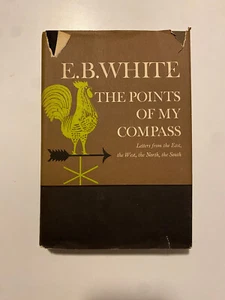 E.B.WHITE
THE POINTS
OF MY
COMPASS
Letters from the East,
the West, the North, the South